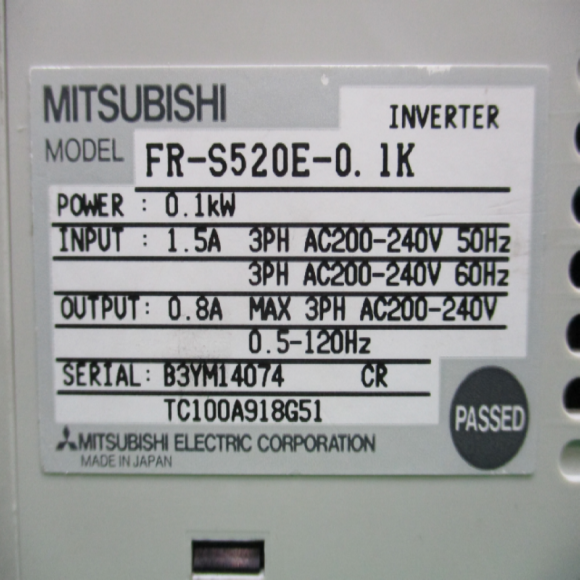 MITSUBISHI
INVERTER
MODEL FR-S520E-0.1K
POWER : 0.1kW
INPUT : 1.5A 3PH AC200-240V 50Hz
3PH AC200-240V 60Hz
OUTPUT: 0.8A MAX 3PH AC200-240V
0.5-120Hz
SERIAL: B3YM14074 CR
TC100A918G51
PASSED
MITSUBISHI ELECTRIC CORPORATION
MADE IN JAPAN